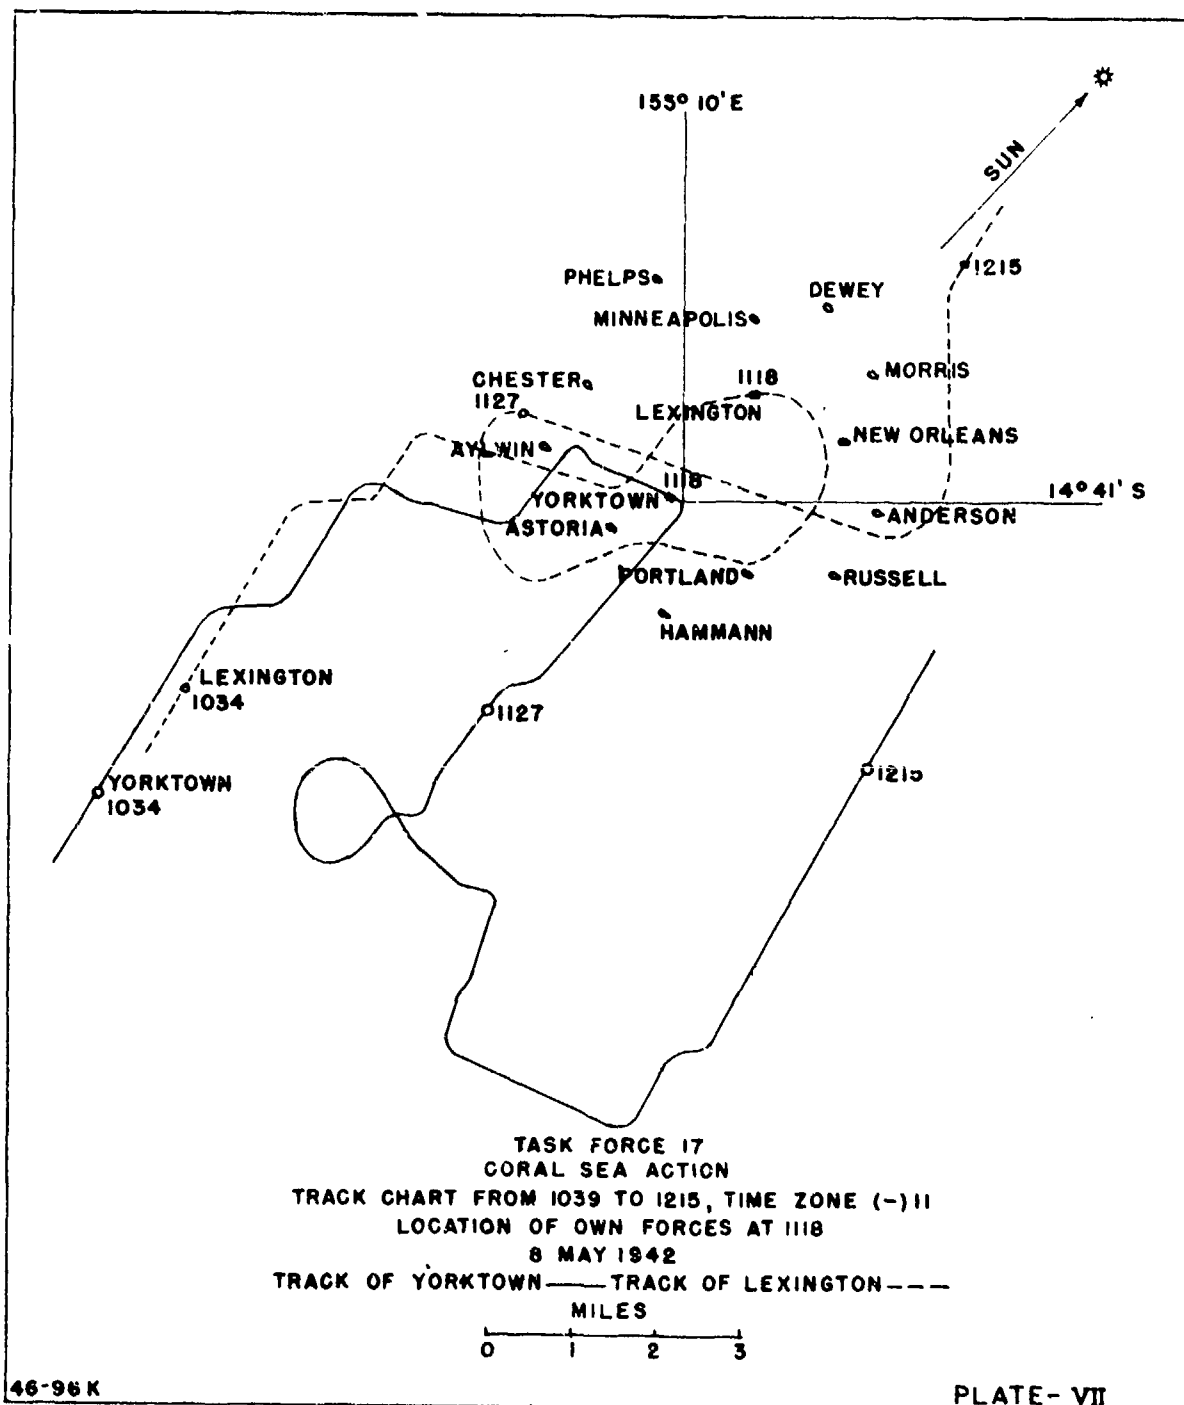 155° 10'E
SUN
1215
PHELPS
DEWEY
MINNEAPOLIS
MORRIS
1118
CHESTER
1127
LEXINGTON
NEW ORLEANS
AYLWIN
1118
YORKTOWN
14° 41' S
ANDERSON
ASTORIA
PORTLAND
RUSSELL
HAMMANN
LEXINGTON
1034
1127
YORKTOWN
1034
1215
TASK FORCE 17
CORAL SEA ACTION
TRACK CHART FROM 1039 TO 1215, TIME ZONE (-) 11
LOCATION OF OWN FORCES AT 1118
8 MAY 1942
TRACK OF YORKTOWN —— TRACK OF LEXINGTON ---
MILES
0 1 2 3
46-96 K
PLATE- VII